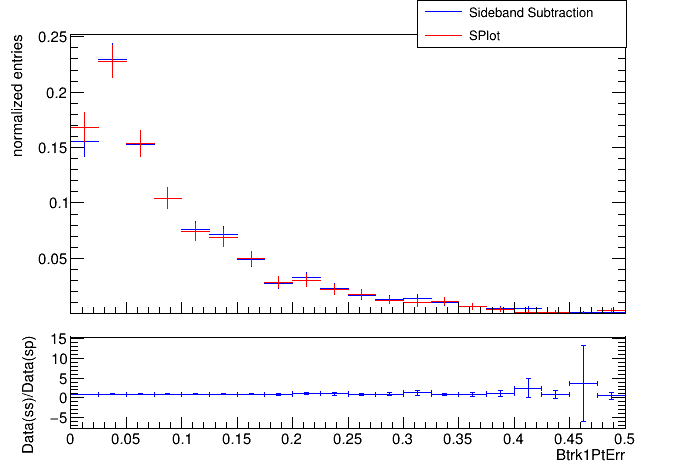 Sideband Subtraction
SPlot
normalized entries
0.25
0.2
0.15
0.1
0.05
Data(ss)/Data(sp)
15
10
5
0
−5
0 0.05 0.1 0.15 0.2 0.25 0.3 0.35 0.4 0.45 0.5
Btrk1PtErr